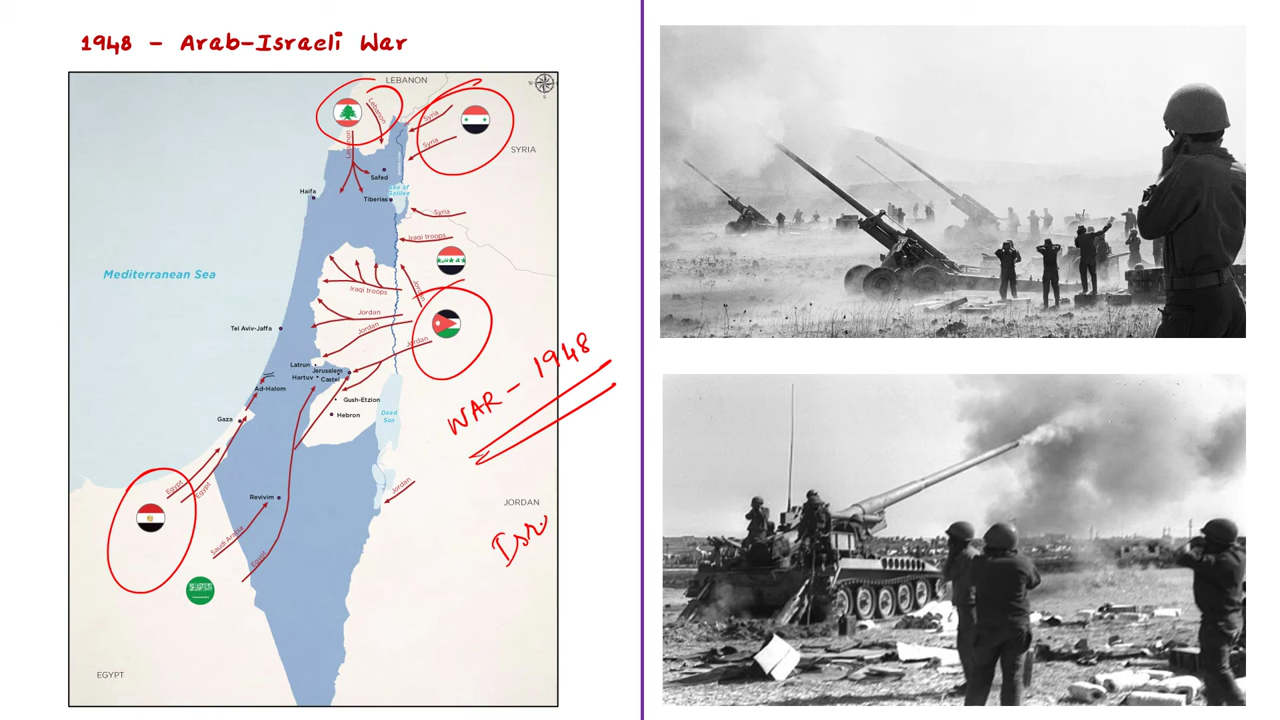 1948 - Arab-Israeli War
LEBANON
Lebanon
Lebanon
Syria
Syria
SYRIA
Safed
Sea of
Galilee
Haifa
Tiberias
Syria
Iraqi troops
Mediterranean Sea
Iraqi troops
Jordan
Jordan
Jordan
Tel Aviv-Jaffa
Jordan
Latrun
Jerusalem
Hartuv
Castel
Ad-Halom
Gush-Etzion
Gaza
Hebron
Dead
Sea
WAR - 1948
Egypt
Egypt
Jordan
Revivim
JORDAN
Saudi Arabia
Egypt
Isr
EGYPT